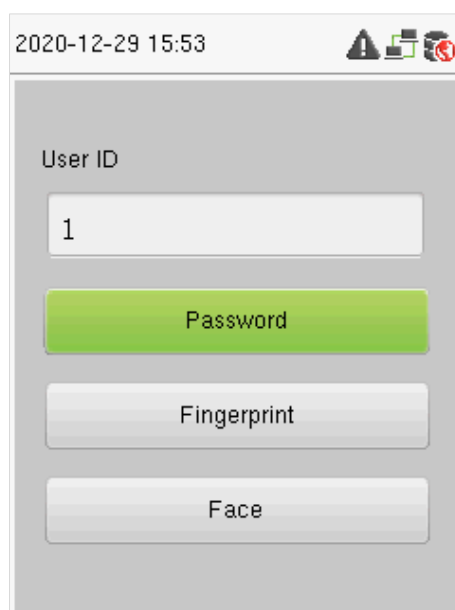 2020-12-29 15:53
User ID
1
Password
Fingerprint
Face